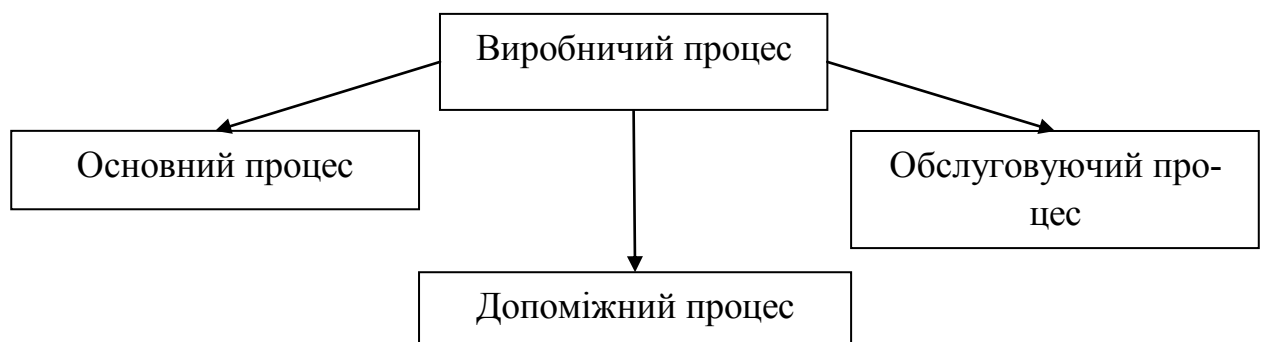 Виробничий процес
Основний процес
Обслуговуючий про-
цес
Допоміжний процес